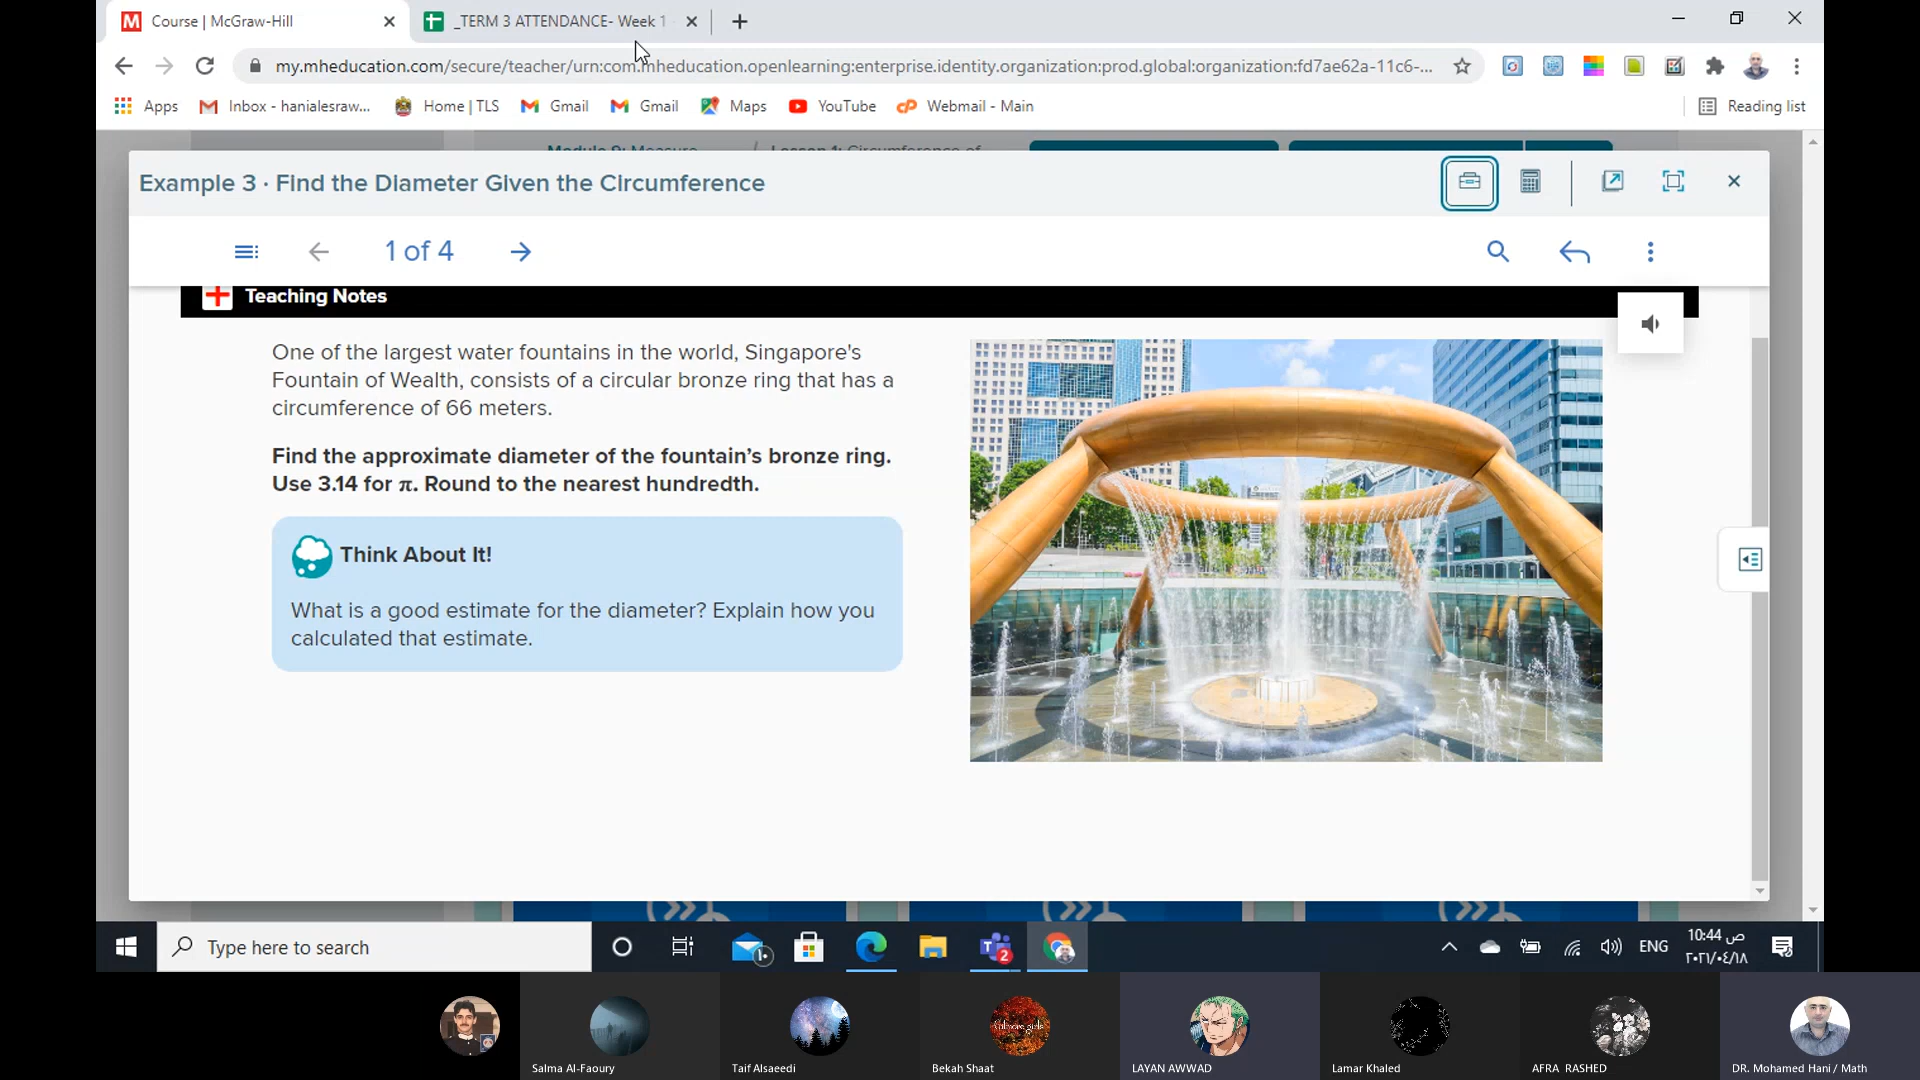 Course | McGraw-Hill
_TERM 3 ATTENDANCE- Week 1 -
my.mheducation.com/secure/teacher/urn:com.mheducation.openlearning:enterprise.identity.organization:prod.global:organization:fd7ae62a-11c6-...
Apps
Inbox - hanialesraw...
Home | TLS
Gmail
Gmail
Maps
YouTube
Webmail - Main
Reading list
Example 3 · Find the Diameter Given the Circumference
1 of 4
Teaching Notes
One of the largest water fountains in the world, Singapore's
Fountain of Wealth, consists of a circular bronze ring that has a
circumference of 66 meters.
Find the approximate diameter of the fountain's bronze ring.
Use 3.14 for π. Round to the nearest hundredth.
Think About It!
What is a good estimate for the diameter? Explain how you
calculated that estimate.
Type here to search
ENG
10:44 ص
٢٠٢١/٠٤/١٨
Salma Al-Faoury
Taif Alsaeedi
Bekah Shaat
LAYAN AWWAD
Lamar Khaled
AFRA RASHED
DR. Mohamed Hani / Math